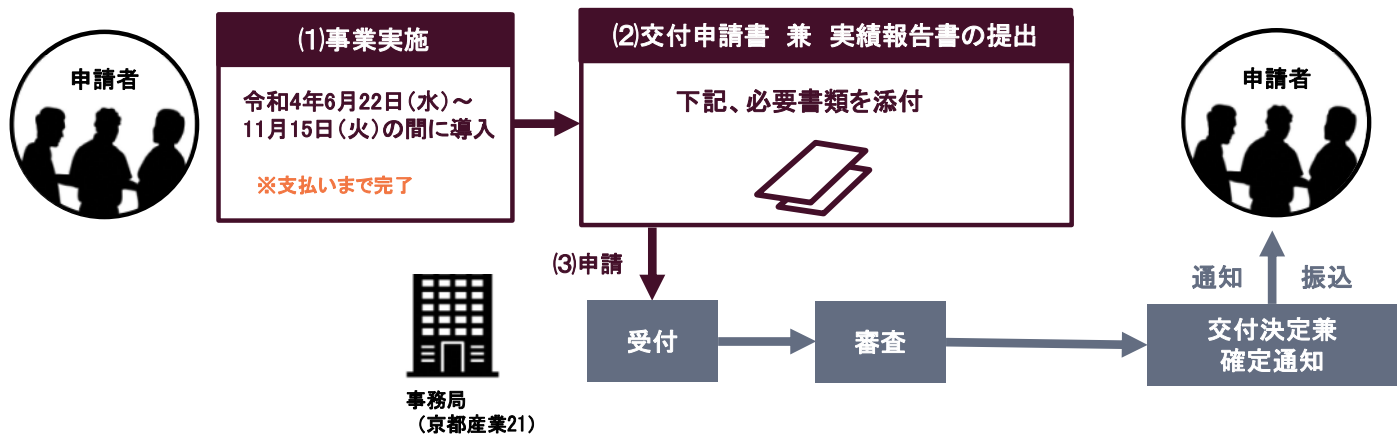 申請者
⑴事業実施
令和4年6月22日（水）～
11月15日（火）の間に導入
※支払いまで完了
⑵交付申請書　兼　実績報告書の提出
下記、必要書類を添付
申請者
⑶申請
通知　振込
受付
審査
交付決定兼
確定通知
事務局
（京都産業21）